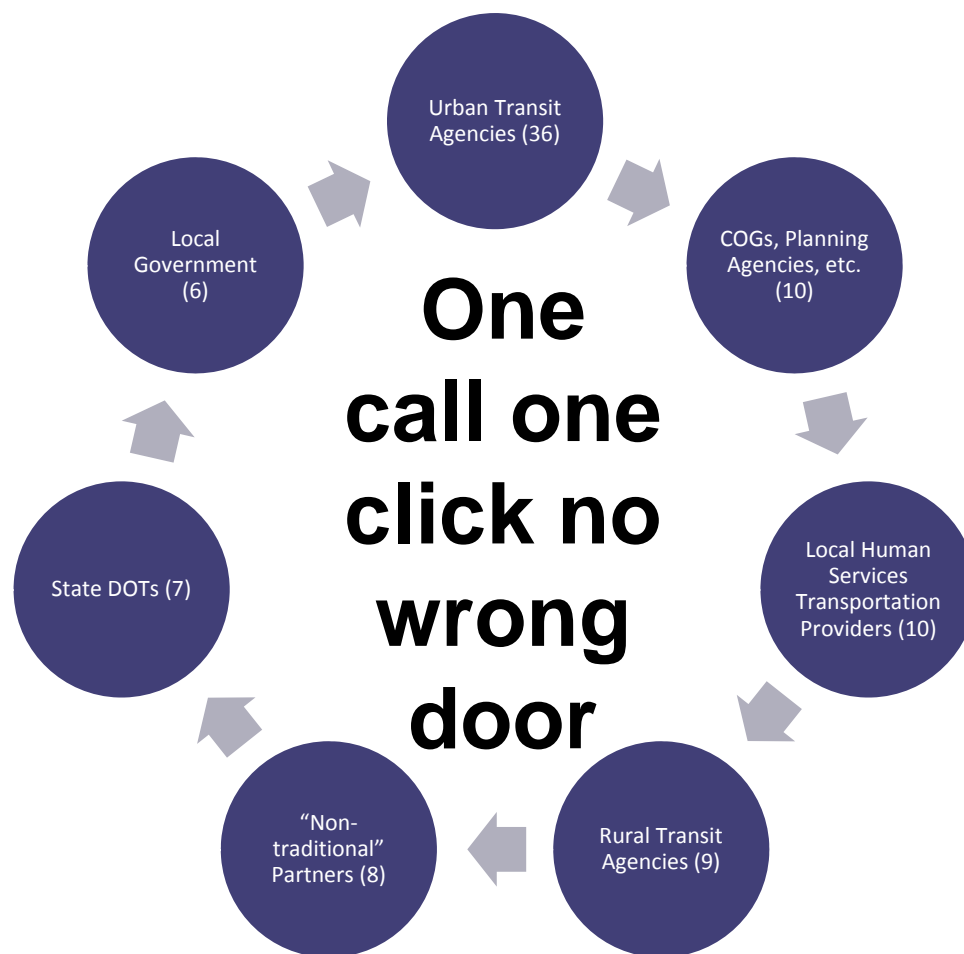 Urban Transit
Agencies (36)
COGs, Planning
Agencies, etc.
(10)
Local Human
Services
Transportation
Providers (10)
Rural Transit
Agencies (9)
“Non-
traditional”
Partners (8)
State DOTs (7)
Local
Government
(6)
One
call one
click no
wrong
door